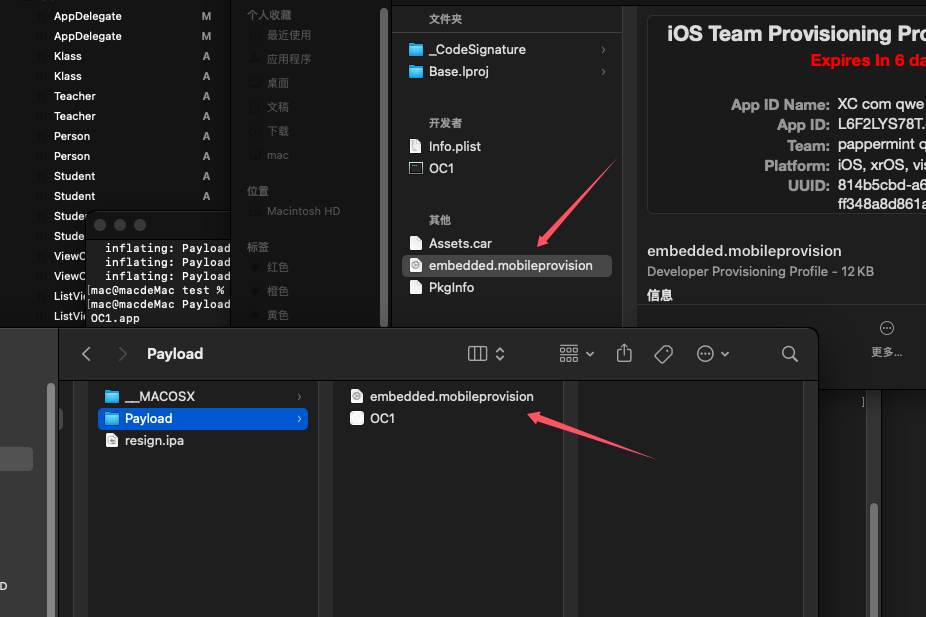 AppDelegate M
AppDelegate M
Klass A
Klass A
Teacher A
Teacher A
Person A
Person A
Student A
Student A
ViewC
ViewC
ListVi
ListVi
inflating: Payload
inflating: Payload
inflating: Payload
mac@macdeMac test %
mac@macdeMac Payload
OC1.app
个人收藏
最近使用
应用程序
桌面
文稿
下载
mac
位置
Macintosh HD
标签
红色
橙色
黄色
文件夹
_CodeSignature
Base.lproj
开发者
Info.plist
OC1
其他
Assets.car
embedded.mobileprovision
PkgInfo
iOS Team Provisioning Pro
Expires In 6 da
App ID Name: XC com qwe
App ID: L6F2LYS78T.
Team: pappermint q
Platform: iOS, xrOS, vis
UUID: 814b5cbd-a6
ff348a8d861a
embedded.mobileprovision
Developer Provisioning Profile - 12 KB
信息
更多...
Payload
__MACOSX
Payload
resign.ipa
embedded.mobileprovision
OC1
]
D